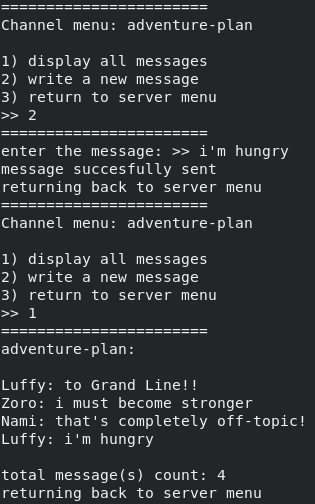 =======================
Channel menu: adventure-plan

1) display all messages
2) write a new message
3) return to server menu
>> 2
=======================
enter the message: >> i'm hungry
message succesfully sent
returning back to server menu
=======================
Channel menu: adventure-plan

1) display all messages
2) write a new message
3) return to server menu
>> 1
=======================
adventure-plan:

Luffy: to Grand Line!!
Zoro: i must become stronger
Nami: that's completely off-topic!
Luffy: i'm hungry

total message(s) count: 4
returning back to server menu